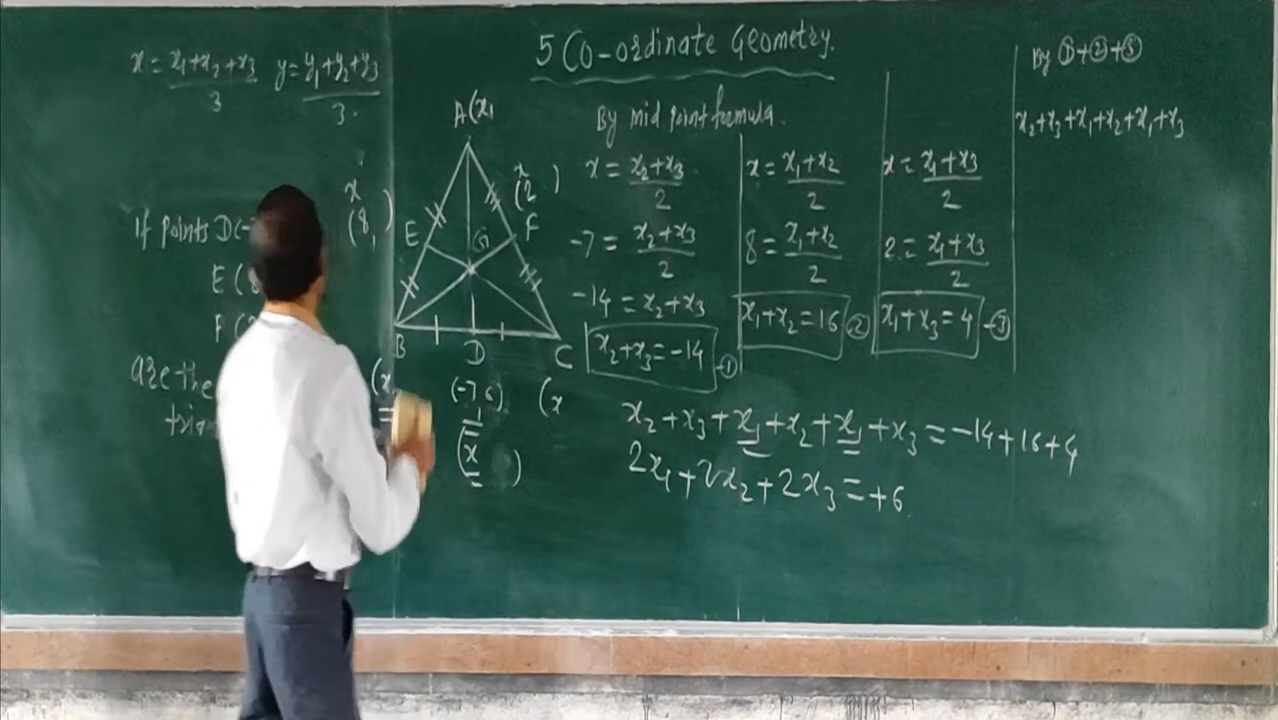 5 Co-ordinate Geometry.
x = x₁+x₂+x₃ / 3 y = y₁+y₂+y₃ / 3.
If Points D(-
E (8
F (2
are the
A(x₁
x
(8, )
x
(2 )
E
F
G
B
D
C
(x
(-7 6)
(x )
(x
By Mid Point formula.
x = x₂+x₃ / 2
-7 = x₂+x₃ / 2
-14 = x₂+x₃
x₂+x₃ = -14 -①
x = x₁+x₂ / 2
8 = x₁+x₂ / 2
x₁+x₂ = 16 -②
x = x₁+x₃ / 2
2 = x₁+x₃ / 2
x₁+x₃ = 4 -③
By ①+②+③
x₂+x₃+x₁+x₂+x₁+x₃
x₂+x₃+x₁+x₂+x₁+x₃ = -14+16+4
2x₁+2x₂+2x₃ = +6